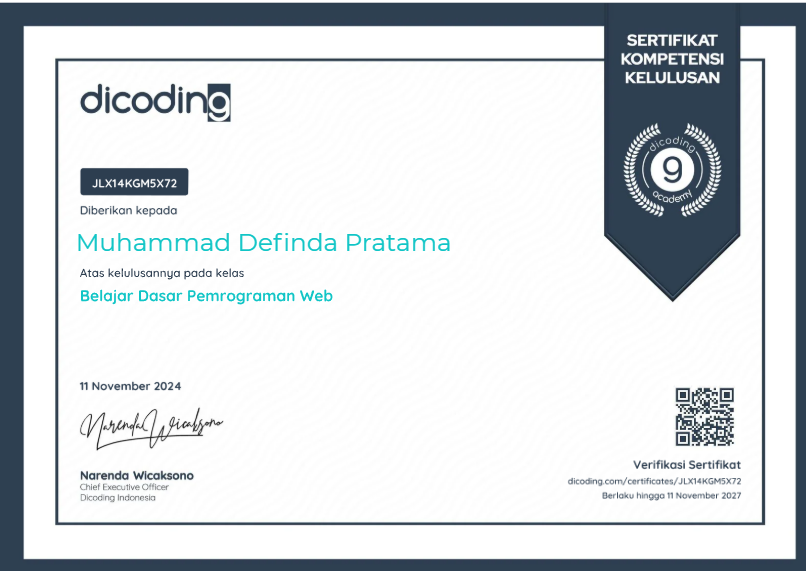 SERTIFIKAT
KOMPETENSI
KELULUSAN
dicoding
dicoding
9
academy
JLX14KGM5X72
Diberikan kepada
Muhammad Definda Pratama
Atas kelulusannya pada kelas
Belajar Dasar Pemrograman Web
11 November 2024
Narenda Wicaksono
Narenda Wicaksono
Chief Executive Officer
Dicoding Indonesia
Verifikasi Sertifikat
dicoding.com/certificates/JLX14KGM5X72
Berlaku hingga 11 November 2027